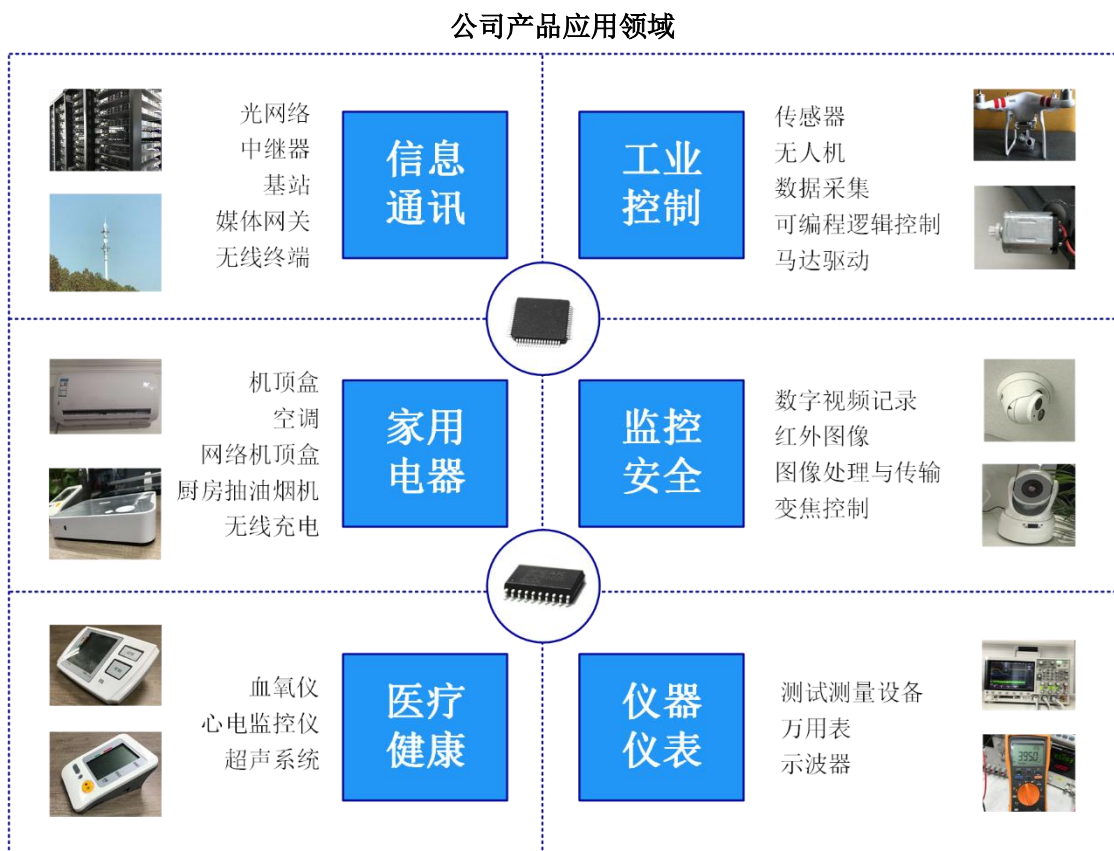 公司产品应用领域
光网络
中继器
基站
媒体网关
无线终端
信息
通讯
工业
控制
传感器
无人机
数据采集
可编程逻辑控制
马达驱动
机顶盒
空调
网络机顶盒
厨房抽油烟机
无线充电
家用
电器
监控
安全
数字视频记录
红外图像
图像处理与传输
变焦控制
血氧仪
心电监控仪
超声系统
医疗
健康
仪器
仪表
测试测量设备
万用表
示波器
3950